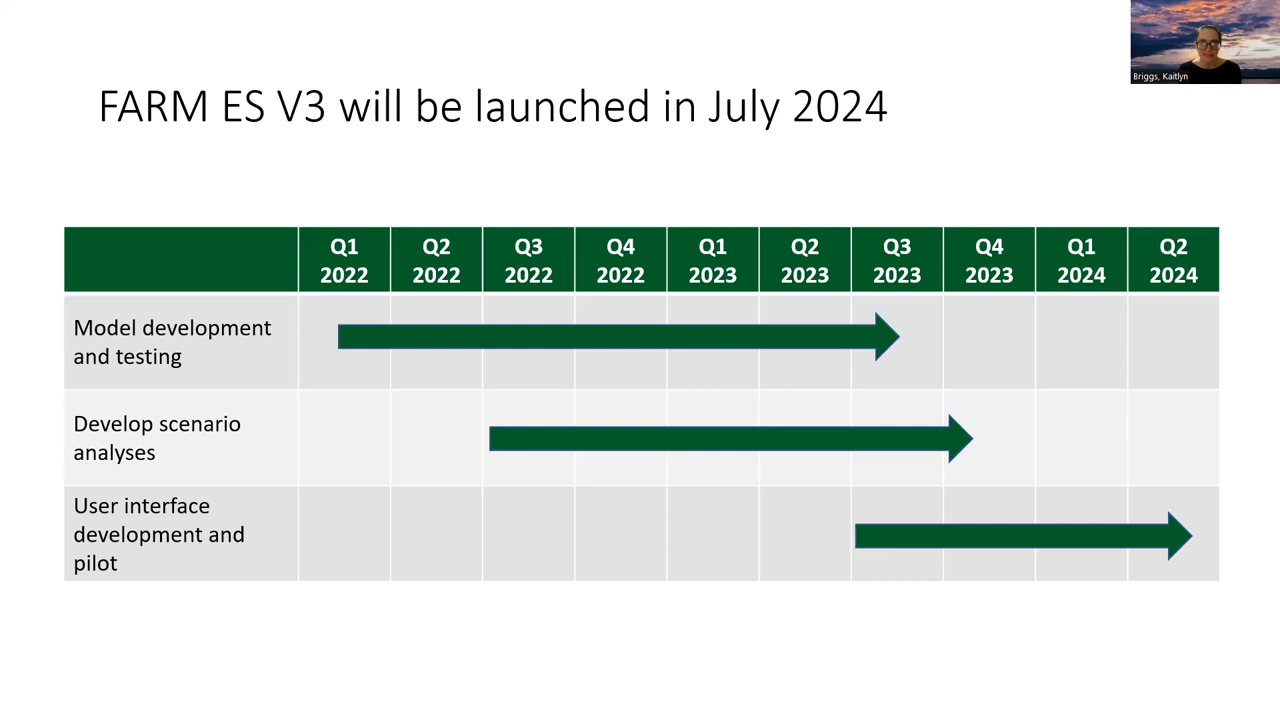 Briggs, Kaitlyn
FARM ES V3 will be launched in July 2024
Q1 2022 Q2 2022 Q3 2022 Q4 2022 Q1 2023 Q2 2023 Q3 2023 Q4 2023 Q1 2024 Q2 2024
Model development
and testing
Develop scenario
analyses
User interface
development and
pilot